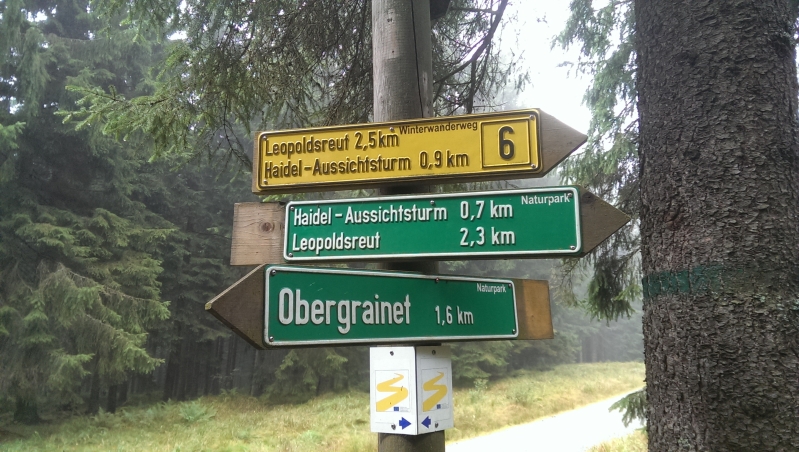 Leopoldsreut 2,5km Winterwanderweg
Haidel-Aussichtsturm 0,9 km
6
Naturpark
Haidel-Aussichtsturm 0,7 km
Leopoldsreut 2,3 km
Naturpark
Obergrainet 1,6 km